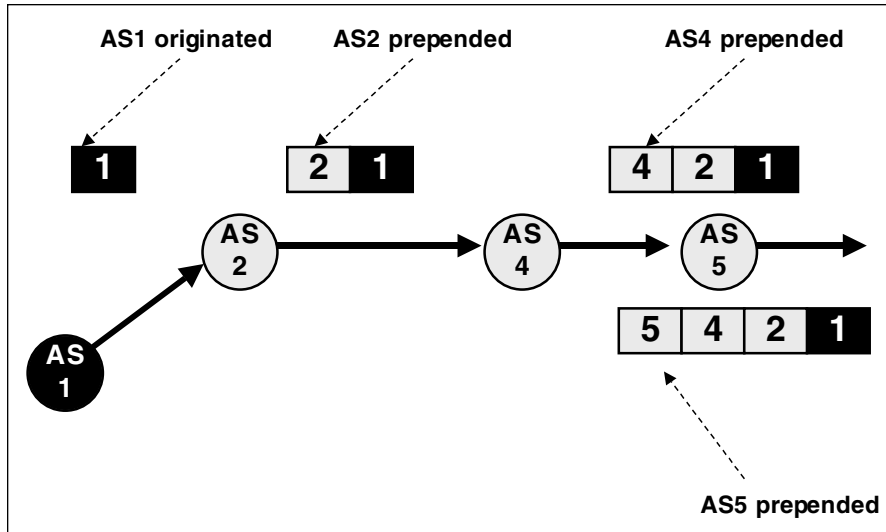 AS1 originated
AS2 prepended
AS4 prepended
1
2 1
4 2 1
AS
2
AS
4
AS
5
5 4 2 1
AS
1
AS5 prepended